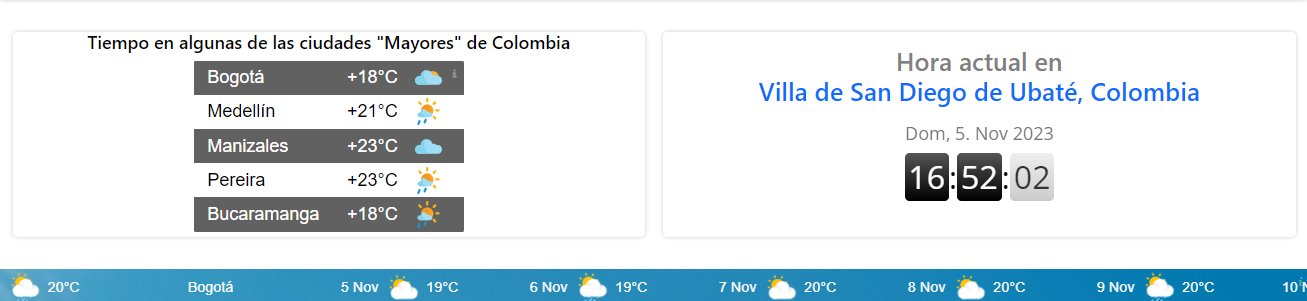 Tiempo en algunas de las ciudades "Mayores" de Colombia
Bogotá +18°C
Medellín +21°C
Manizales +23°C
Pereira +23°C
Bucaramanga +18°C
Hora actual en
Villa de San Diego de Ubaté, Colombia
Dom, 5. Nov 2023
16:52:02
20°C Bogotá 5 Nov 19°C 6 Nov 19°C 7 Nov 20°C 8 Nov 20°C 9 Nov 20°C 10